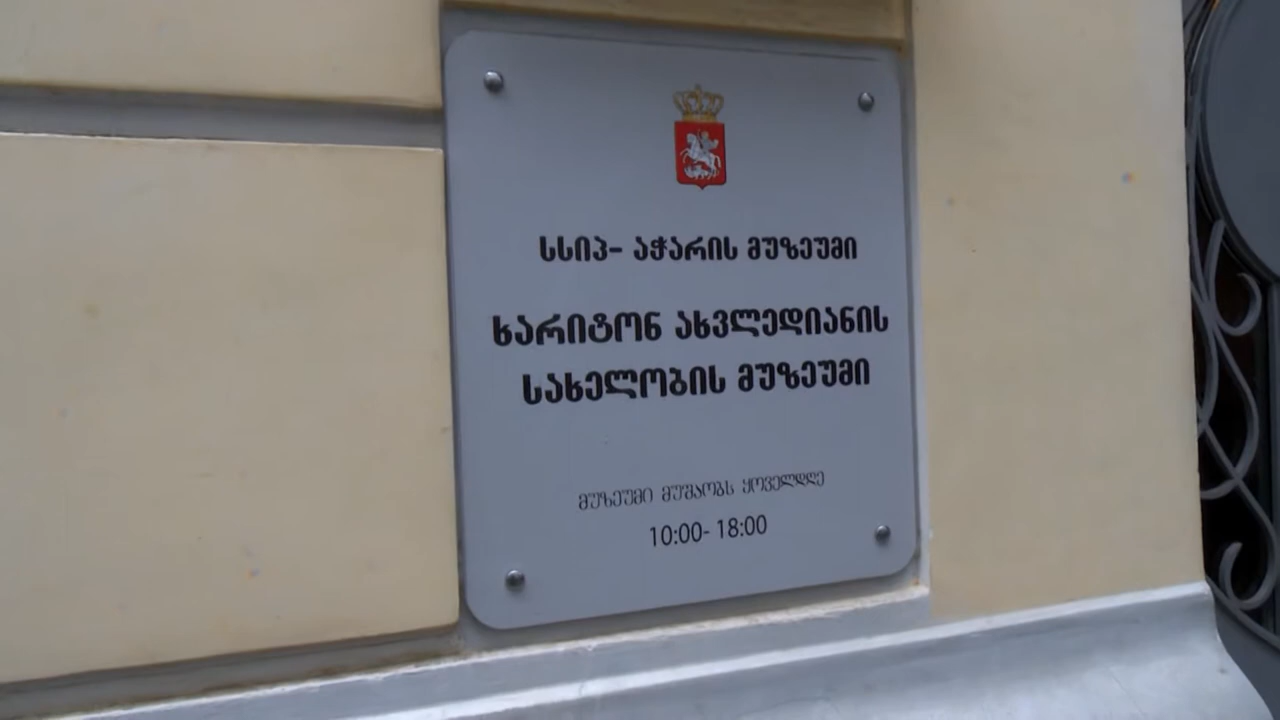 სსიპ- აჭარის მუზეუმი
ხარიტონ ახვლედიანის
სახელობის მუზეუმი
მუზეუმი მუშაობს ყოველდღე
10:00- 18:00